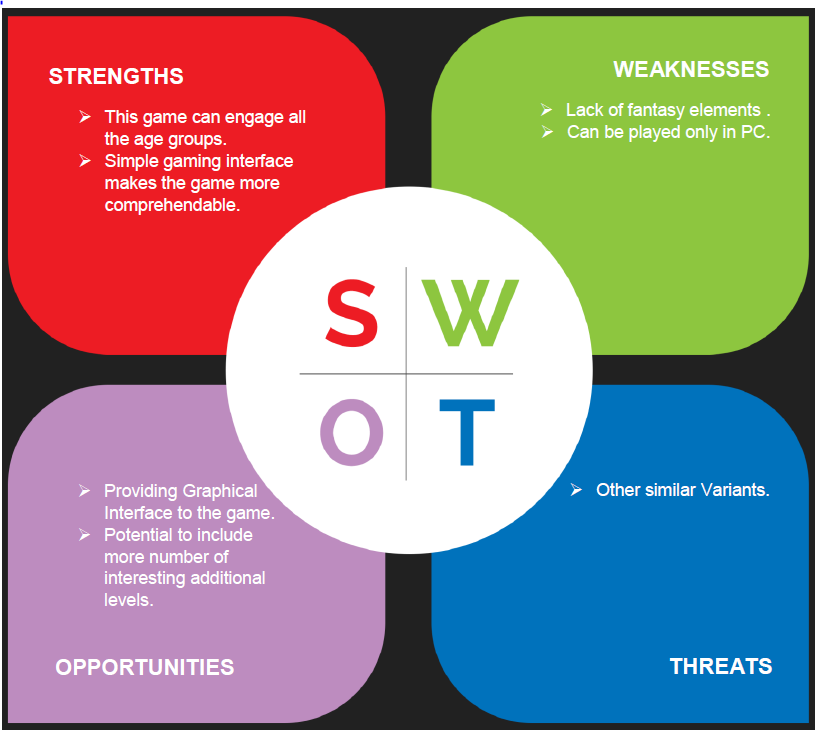 STRENGTHS
➢ This game can engage all
the age groups.
➢ Simple gaming interface
makes the game more
comprehendable.
WEAKNESSES
➢ Lack of fantasy elements .
➢ Can be played only in PC.
S W
O T
➢ Providing Graphical
Interface to the game.
➢ Potential to include
more number of
interesting additional
levels.
OPPORTUNITIES
➢ Other similar Variants.
THREATS